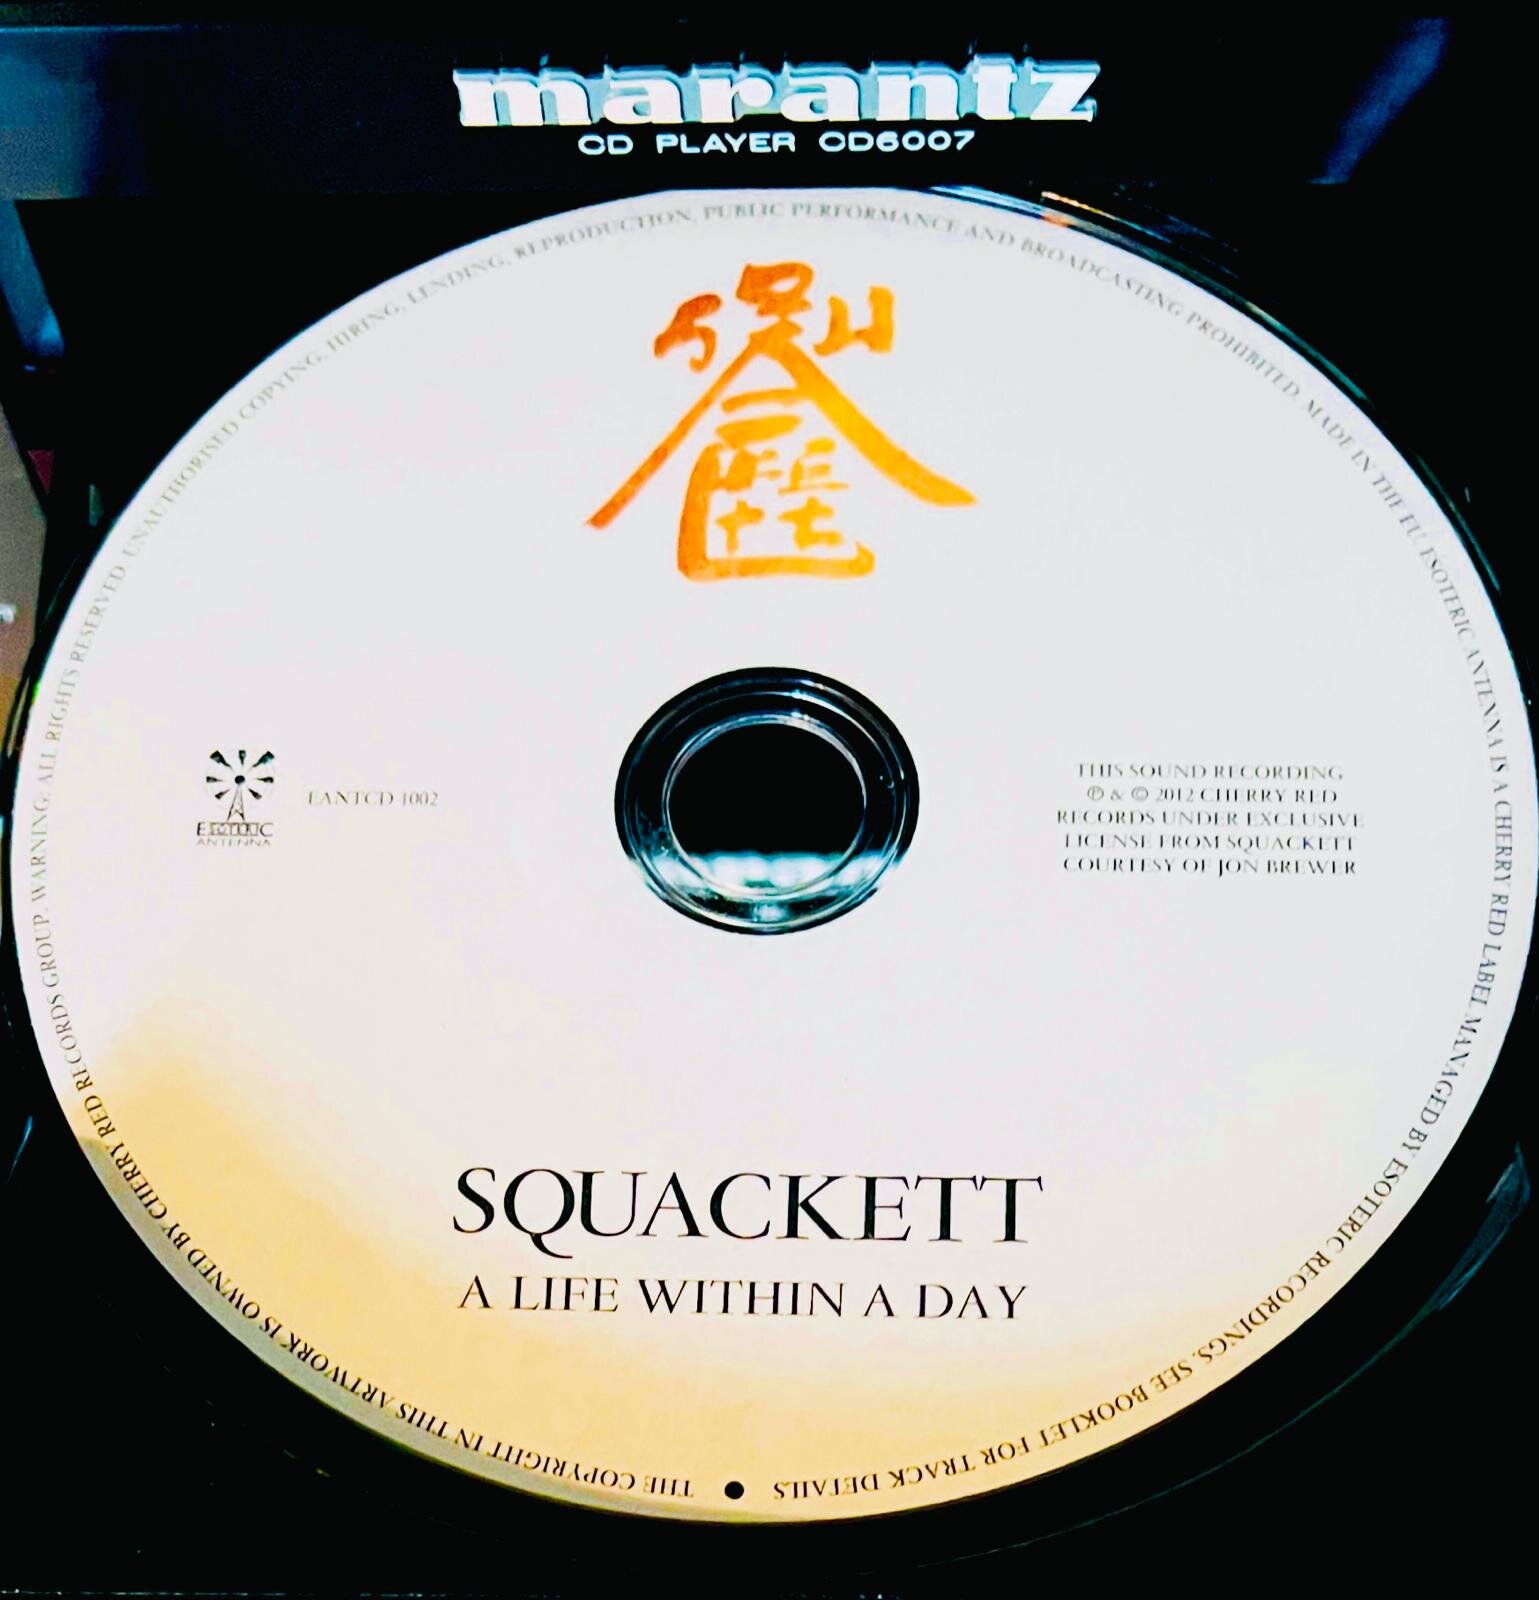 marantz
CD PLAYER CD6007
THE COPYRIGHT IN THIS ARTWORK IS OWNED BY CHERRY RED RECORDS GROUP. WARNING: ALL RIGHTS RESERVED. UNAUTHORISED COPYING, HIRING, LENDING, REPRODUCTION, PUBLIC PERFORMANCE AND BROADCASTING PROHIBITED. MADE IN THE EU. ESOTERIC ANTENNA IS A CHERRY RED LABEL MANAGED BY ESOTERIC RECORDINGS. SEE BOOKLET FOR TRACK DETAILS
ESOTERIC
ANTENNA
EANTCD 1002
THIS SOUND RECORDING
℗ & © 2012 CHERRY RED
RECORDS UNDER EXCLUSIVE
LICENSE FROM SQUACKETT
COURTESY OF JON BREWER
SQUACKETT
A LIFE WITHIN A DAY